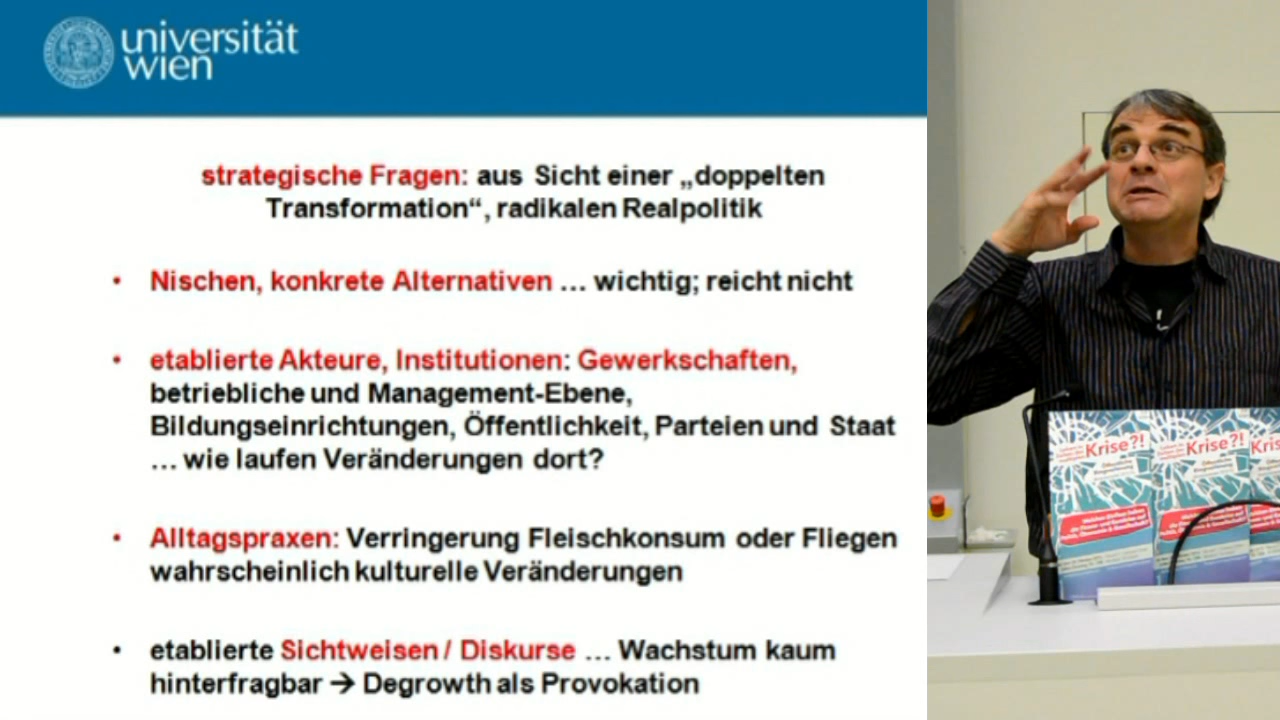 universität
wien
strategische Fragen: aus Sicht einer „doppelten
Transformation“, radikalen Realpolitik
• Nischen, konkrete Alternativen … wichtig; reicht nicht
• etablierte Akteure, Institutionen: Gewerkschaften,
betriebliche und Management-Ebene,
Bildungseinrichtungen, Öffentlichkeit, Parteien und Staat
… wie laufen Veränderungen dort?
• Alltagspraxen: Verringerung Fleischkonsum oder Fliegen
wahrscheinlich kulturelle Veränderungen
• etablierte Sichtweisen / Diskurse … Wachstum kaum
hinterfragbar → Degrowth als Provokation
Krise?!
Krise?!
Kris